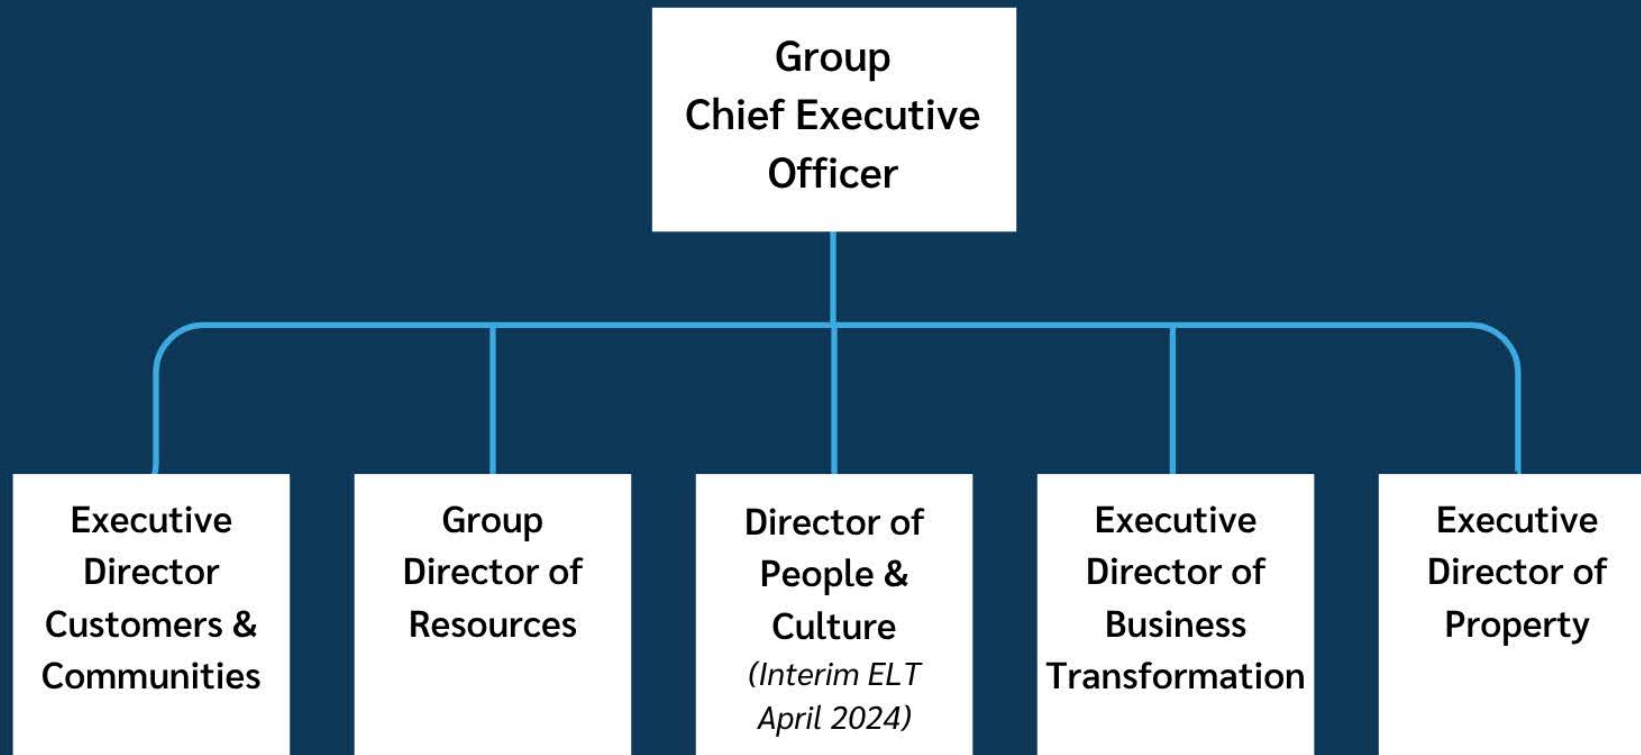 Group
Chief Executive
Officer
Executive
Director
Customers &
Communities
Group
Director of
Resources
Director of
People &
Culture
(Interim ELT
April 2024)
Executive
Director of
Business
Transformation
Executive
Director of
Property